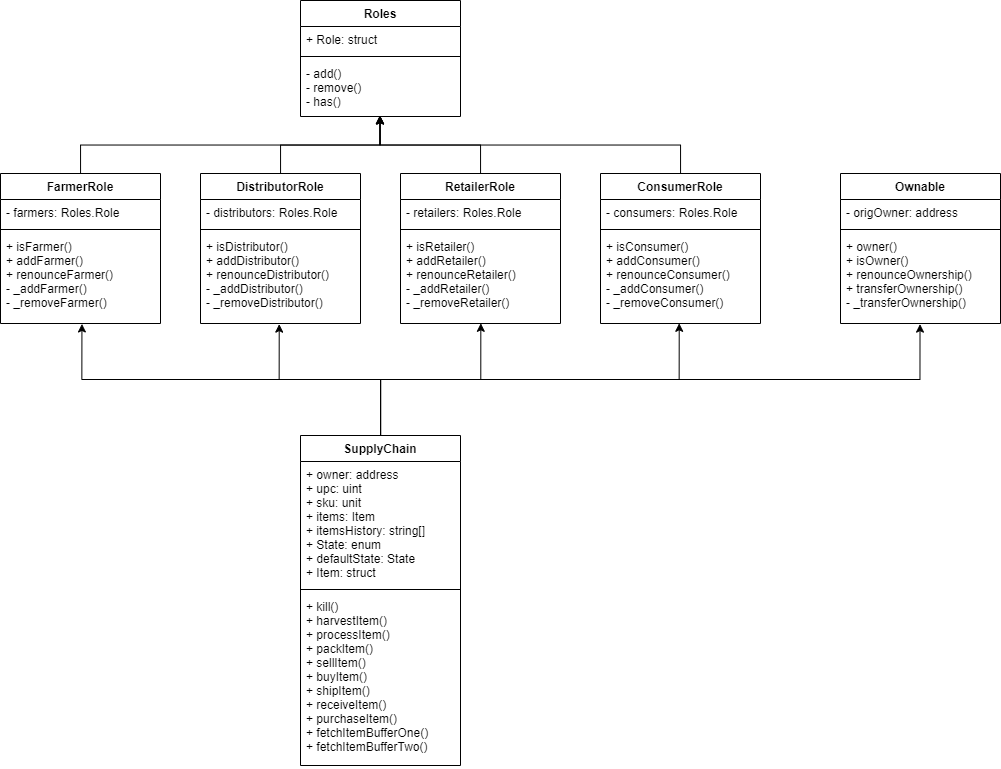 Roles
+ Role: struct
- add()
- remove()
- has()
FarmerRole
- farmers: Roles.Role
+ isFarmer()
+ addFarmer()
+ renounceFarmer()
- _addFarmer()
- _removeFarmer()
DistributorRole
- distributors: Roles.Role
+ isDistributor()
+ addDistributor()
+ renounceDistributor()
- _addDistributor()
- _removeDistributor()
RetailerRole
- retailers: Roles.Role
+ isRetailer()
+ addRetailer()
+ renounceRetailer()
- _addRetailer()
- _removeRetailer()
ConsumerRole
- consumers: Roles.Role
+ isConsumer()
+ addConsumer()
+ renounceConsumer()
- _addConsumer()
- _removeConsumer()
Ownable
- origOwner: address
+ owner()
+ isOwner()
+ renounceOwnership()
+ transferOwnership()
- _transferOwnership()
SupplyChain
+ owner: address
+ upc: uint
+ sku: unit
+ items: Item
+ itemsHistory: string[]
+ State: enum
+ defaultState: State
+ Item: struct
+ kill()
+ harvestItem()
+ processItem()
+ packItem()
+ sellItem()
+ buyItem()
+ shipItem()
+ receiveItem()
+ purchaseItem()
+ fetchItemBufferOne()
+ fetchItemBufferTwo()